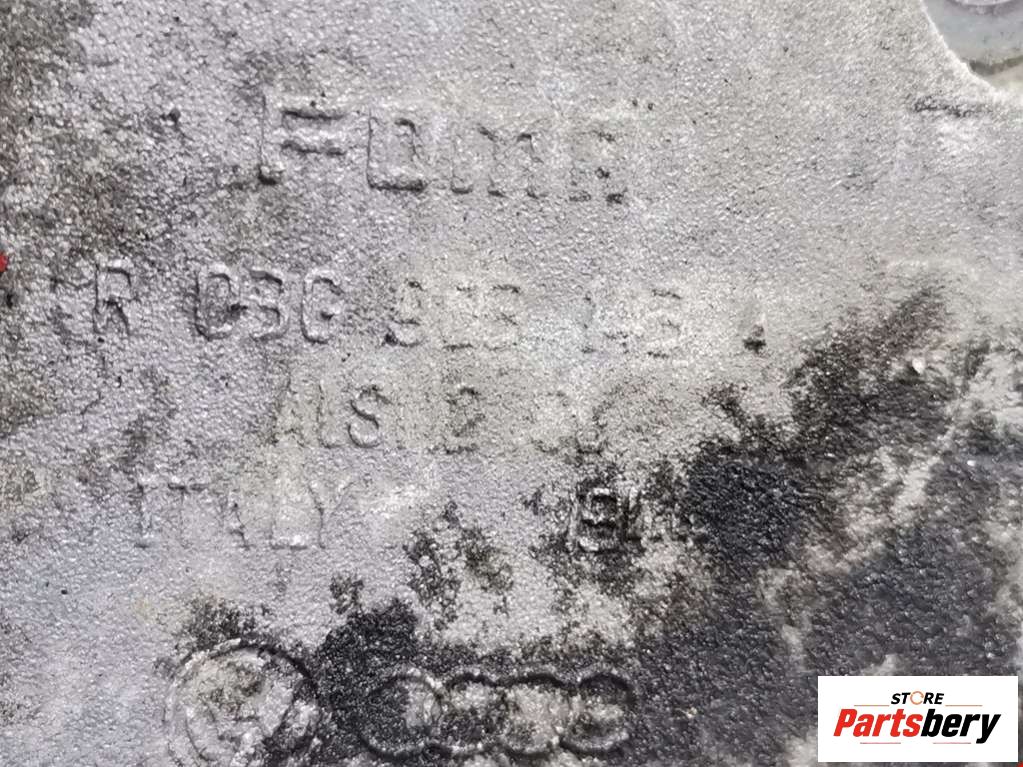 FOMA
R 03G 903 143 A
AlSi12
ITALY
STORE
Partsbery